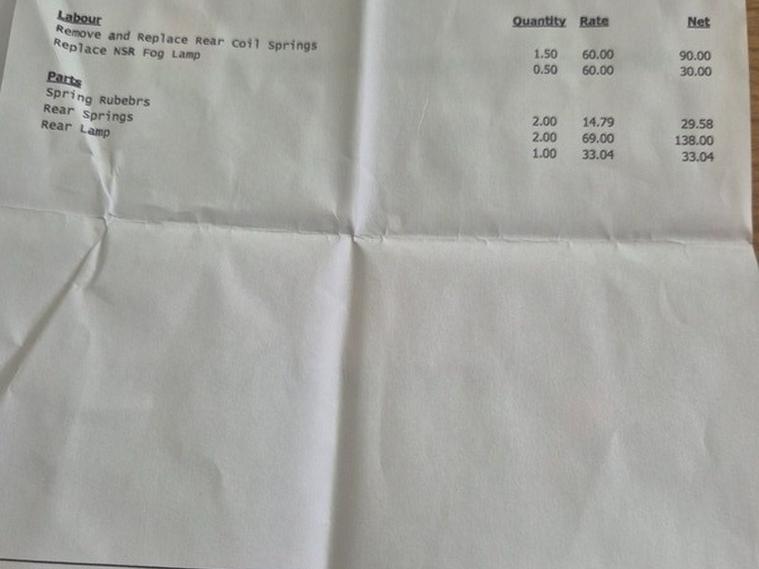 Labour Quantity Rate Net
Remove and Replace Rear Coil Springs 1.50 60.00 90.00
Replace NSR Fog Lamp 0.50 60.00 30.00
Parts
Spring Rubebrs 2.00 14.79 29.58
Rear Springs 2.00 69.00 138.00
Rear Lamp 1.00 33.04 33.04